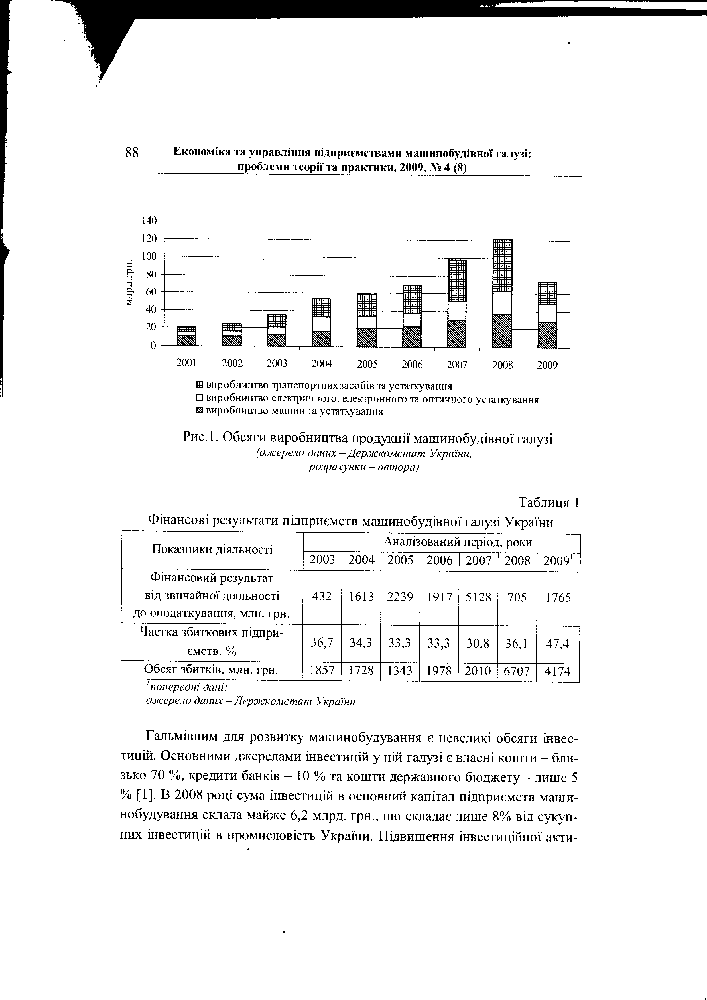 88
Економіка та управління підприємствами машинобудівної галузі:
проблеми теорії та практики, 2009, № 4 (8)
млрд.грн.
140
120
100
80
60
40
20
0
2001 2002 2003 2004 2005 2006 2007 2008 2009
виробництво транспортних засобів та устаткування
виробництво електричного, електронного та оптичного устаткування
виробництво машин та устаткування
Рис.1. Обсяги виробництва продукції машинобудівної галузі
(джерело даних – Держкомстат України;
розрахунки – автора)
Таблиця 1
Фінансові результати підприємств машинобудівної галузі України
Показники діяльності
Аналізований період, роки
2003 2004 2005 2006 2007 2008 2009¹
Фінансовий результат
від звичайної діяльності
до оподаткування, млн. грн.
432 1613 2239 1917 5128 705 1765
Частка збиткових підпри-
ємств, %
36,7 34,3 33,3 33,3 30,8 36,1 47,4
Обсяг збитків, млн. грн. 1857 1728 1343 1978 2010 6707 4174
¹попередні дані;
джерело даних – Держкомстат України
Гальмівним для розвитку машинобудування є невеликі обсяги інвес-
тицій. Основними джерелами інвестицій у цій галузі є власні кошти – бли-
зько 70 %, кредити банків – 10 % та кошти державного бюджету – лише 5
% [1]. В 2008 році сума інвестицій в основний капітал підприємств маши-
нобудування склала майже 6,2 млрд. грн., що складає лише 8% від сукуп-
них інвестицій в промисловість України. Підвищення інвестиційної акти-